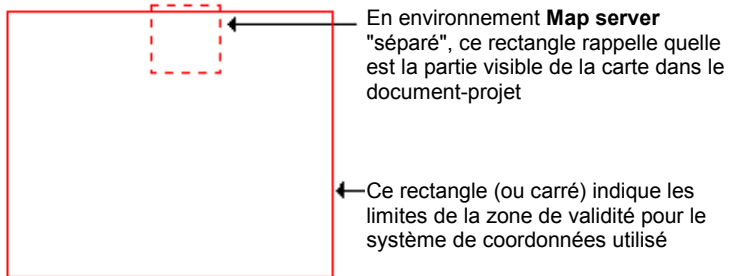 En environnement Map server
"séparé", ce rectangle rappelle quelle
est la partie visible de la carte dans le
document-projet
Ce rectangle (ou carré) indique les
limites de la zone de validité pour le
système de coordonnées utilisé